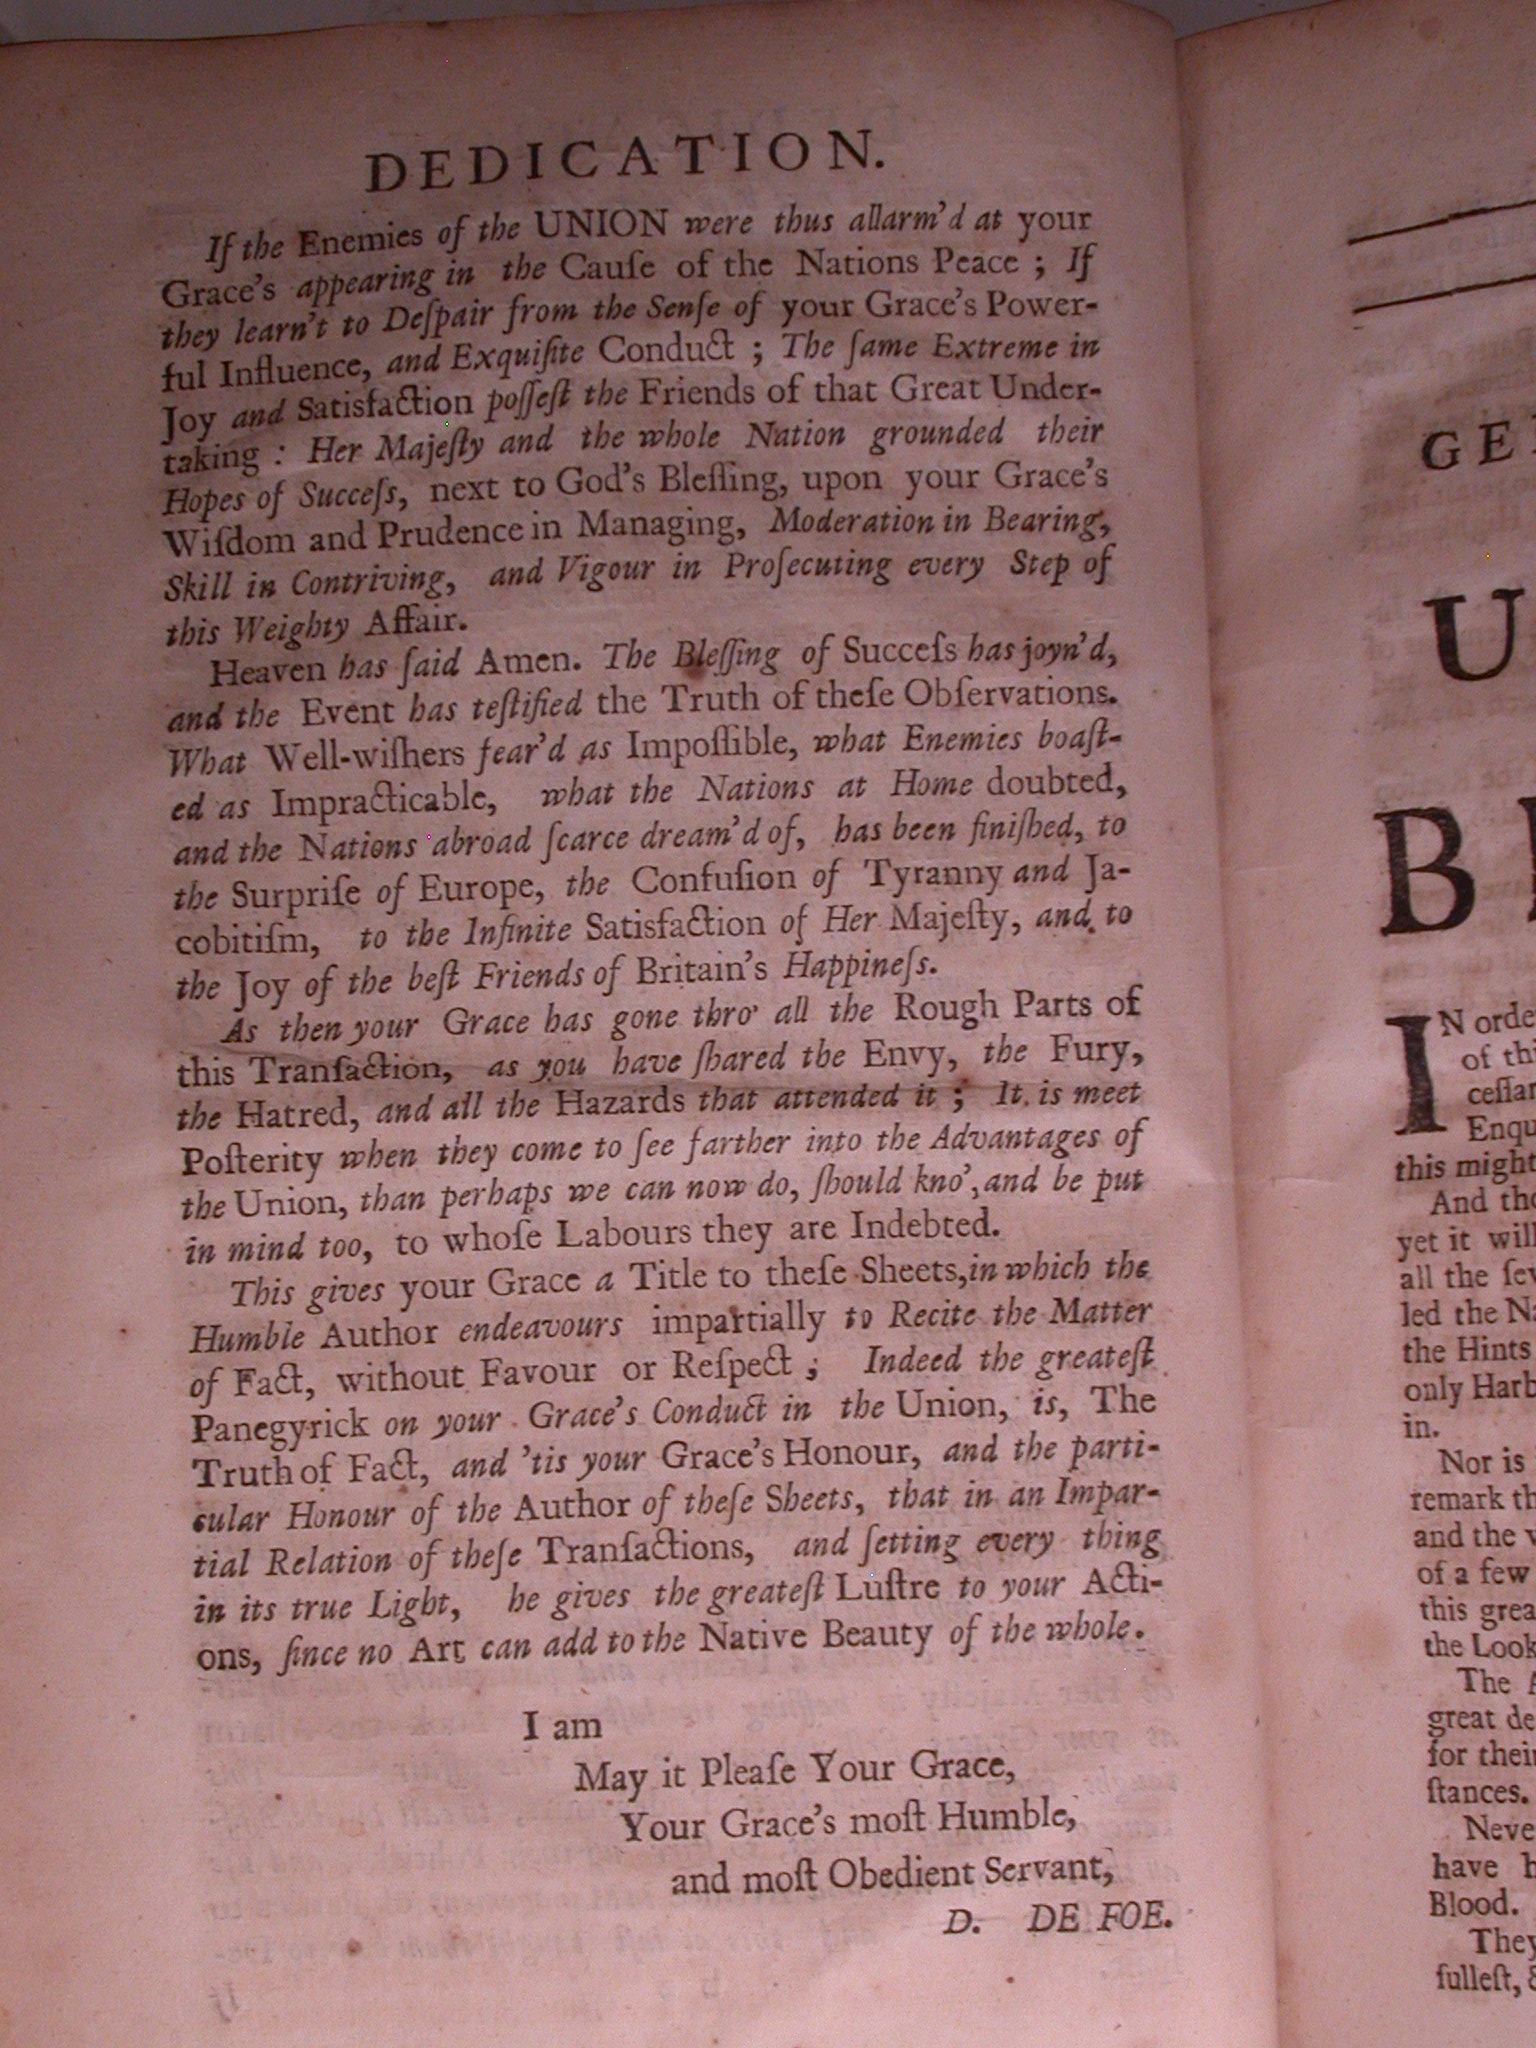 DEDICATION.
If the Enemies of the UNION were thus allarm'd at your
Grace's appearing in the Cauſe of the Nations Peace ; If
they learn't to Deſpair from the Senſe of your Grace's Power-
ful Influence, and Exquiſite Conduct ; The ſame Extreme in
Joy and Satisfaction poſſeſt the Friends of that Great Under-
taking : Her Majeſty and the whole Nation grounded their
Hopes of Succeſs, next to God's Bleſſing, upon your Grace's
Wiſdom and Prudence in Managing, Moderation in Bearing,
Skill in Contriving, and Vigour in Proſecuting every Step of
this Weighty Affair.
Heaven has ſaid Amen. The Bleſſing of Succeſs has joyn'd,
and the Event has teſtified the Truth of theſe Obſervations.
What Well-wiſhers fear'd as Impoſſible, what Enemies boaſt-
ed as Impracticable, what the Nations at Home doubted,
and the Nations abroad ſcarce dream'd of, has been finiſhed, to
the Surpriſe of Europe, the Confuſion of Tyranny and Ja-
cobitiſm, to the Infinite Satisfaction of Her Majeſty, and to
the Joy of the beſt Friends of Britain's Happineſs.
As then your Grace has gone thro' all the Rough Parts of
this Tranſaction, as you have ſhared the Envy, the Fury,
the Hatred, and all the Hazards that attended it ; It is meet
Poſterity when they come to ſee farther into the Advantages of
the Union, than perhaps we can now do, ſhould kno', and be put
in mind too, to whoſe Labours they are Indebted.
This gives your Grace a Title to theſe Sheets, in which the
Humble Author endeavours impartially to Recite the Matter
of Fact, without Favour or Reſpect ; Indeed the greateſt
Panegyrick on your Grace's Conduct in the Union, is, The
Truth of Fact, and 'tis your Grace's Honour, and the parti-
cular Honour of the Author of theſe Sheets, that in an Impar-
tial Relation of theſe Tranſactions, and ſetting every thing
in its true Light, he gives the greateſt Luſtre to your Acti-
ons, ſince no Art can add to the Native Beauty of the whole.
I am
May it Pleaſe Your Grace,
Your Grace's moſt Humble,
and moſt Obedient Servant,
D. DE FOE.
GE
U
B
IN orde
of thi
ceſſar
Enqu
this might
And tho
yet it will
all the ſev
led the Na
the Hints
only Harb
in.
Nor is
remark th
and the
of a few
this grea
the Look
The
great de
for their
ſtances.
Neve
have h
Blood.
They
fulleſt, &